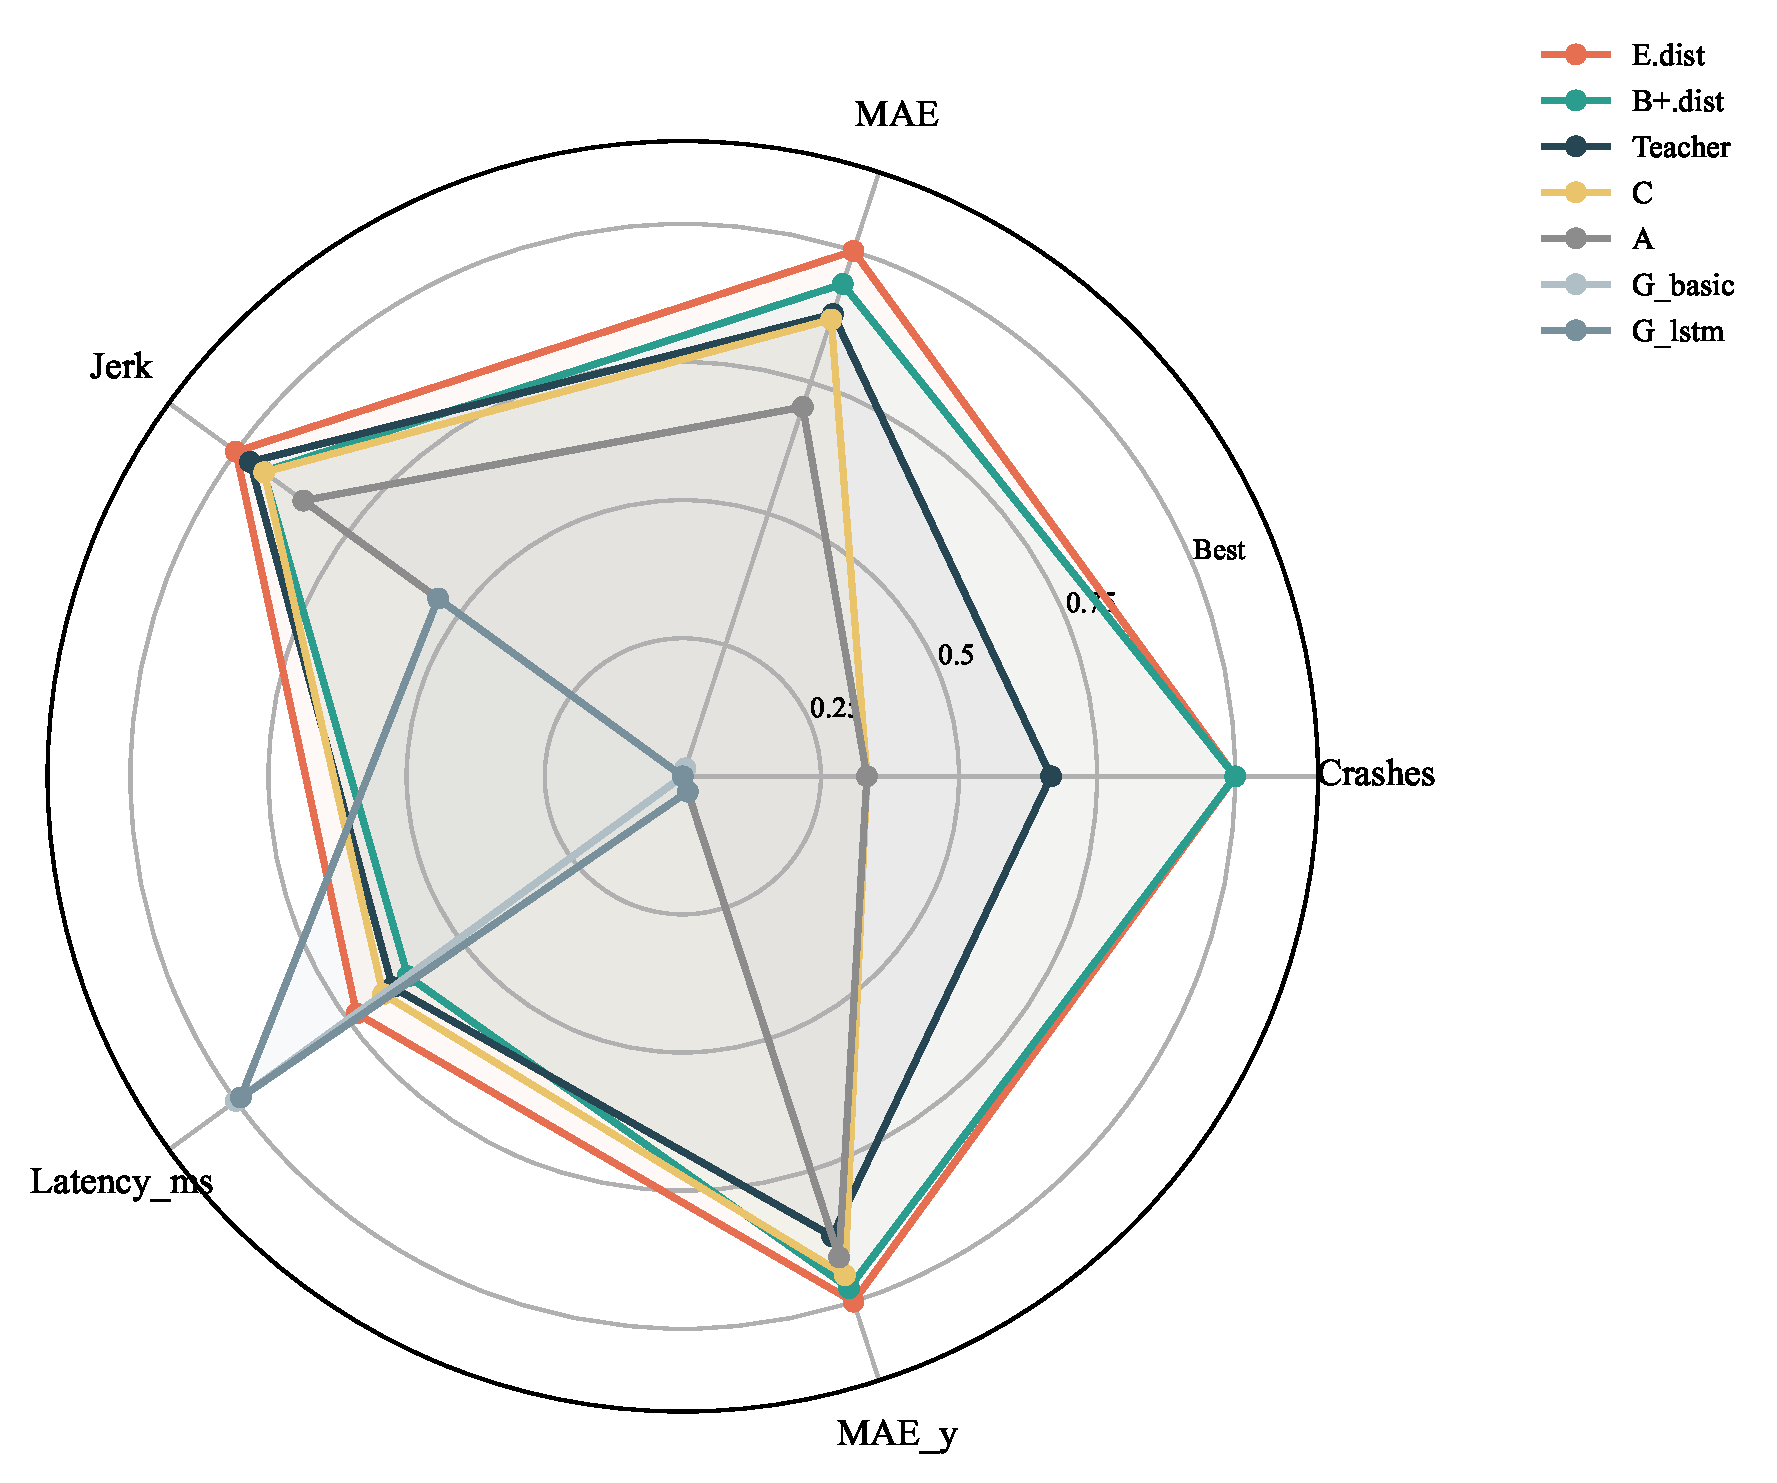 E.dist
B+.dist
Teacher
C
A
G_basic
G_lstm
MAE
Jerk
Best
0.5
Crashes
Latency_ms
MAE_y